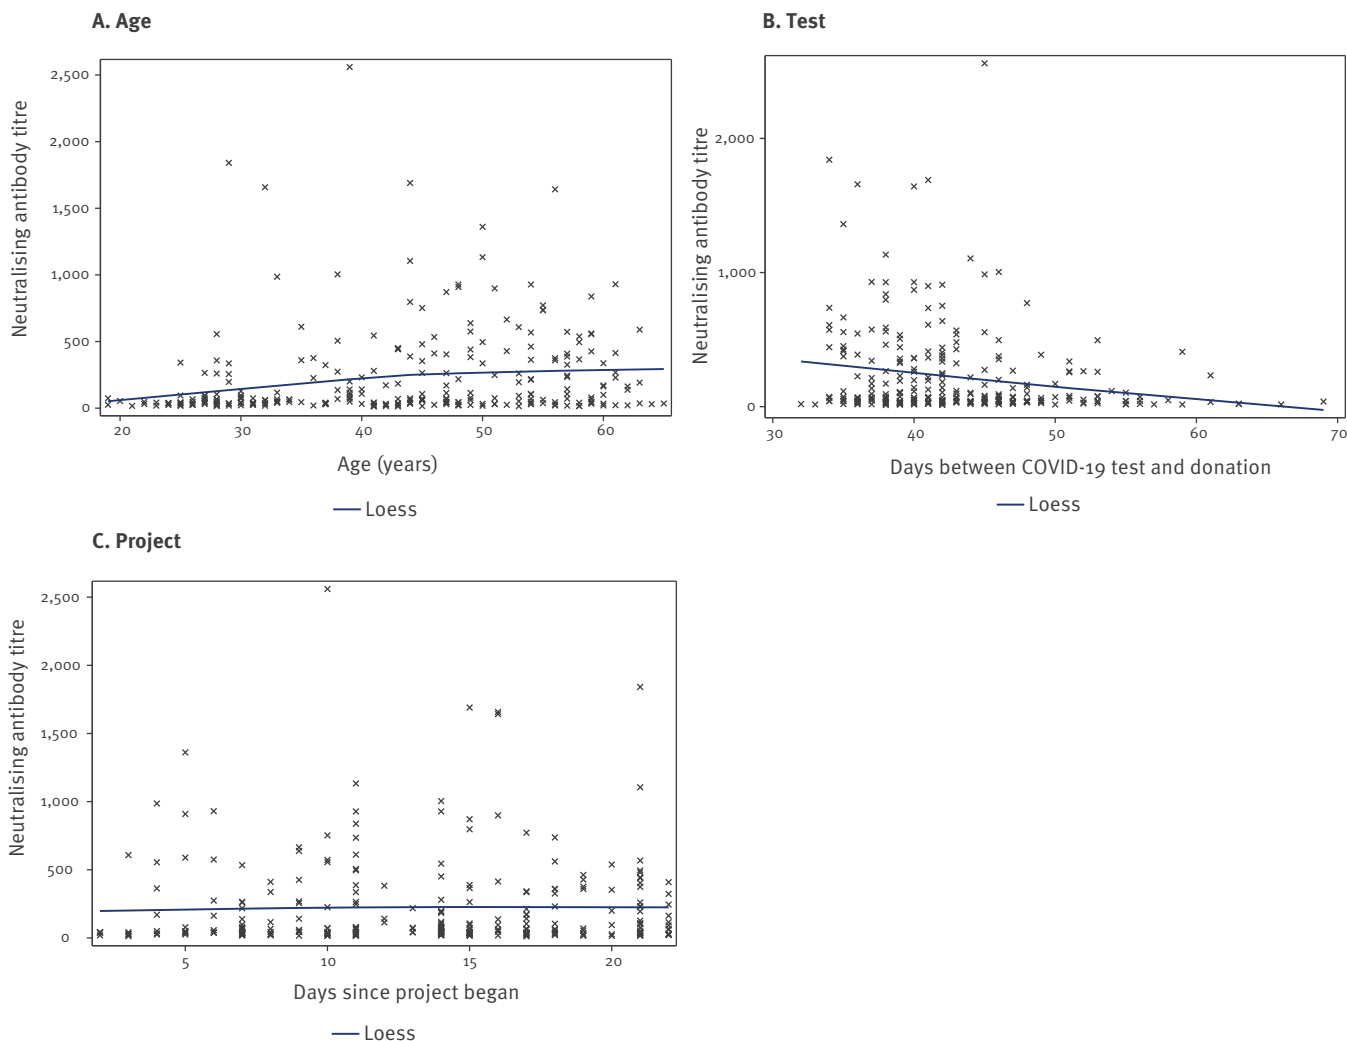 A. Age
Neutralising antibody titre
2,500
2,000
1,500
1,000
500
0
20 30 40 50 60
Age (years)
Loess
B. Test
Neutralising antibody titre
2,000
1,000
0
30 40 50 60 70
Days between COVID-19 test and donation
Loess
C. Project
Neutralising antibody titre
2,500
2,000
1,500
1,000
500
0
5 10 15 20
Days since project began
Loess